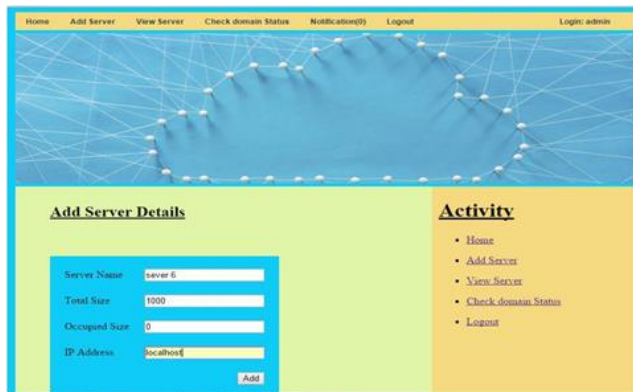 Home Add Server View Server Check domain Status Notification(0) Logout Login: admin
Add Server Details
Server Name sever 6
Total Size 1000
Occupied Size 0
IP Address localhost
Add
Activity
Home
Add Server
View Server
Check domain Status
Logout